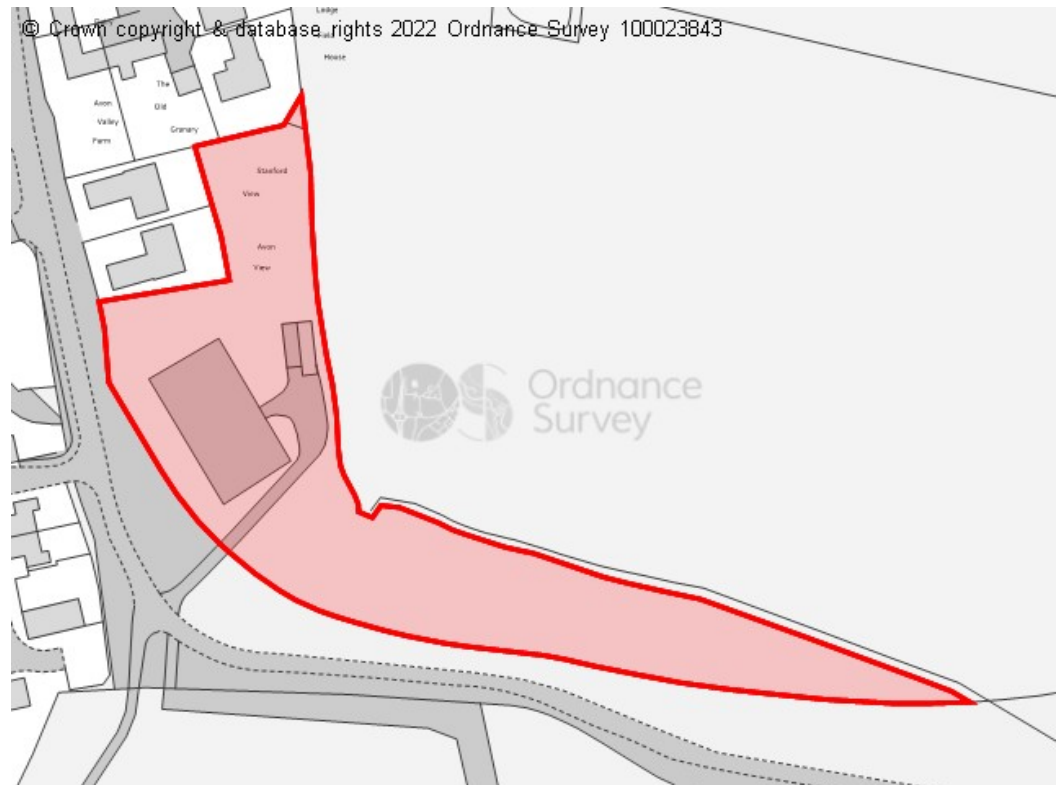 Lodge
© Crown copyright & database rights 2022 Ordnance Survey 100023843
House
The
Avon
Old
Valley
Granary
Farm
Stanford
View
Avon
View
Ordnance
Survey